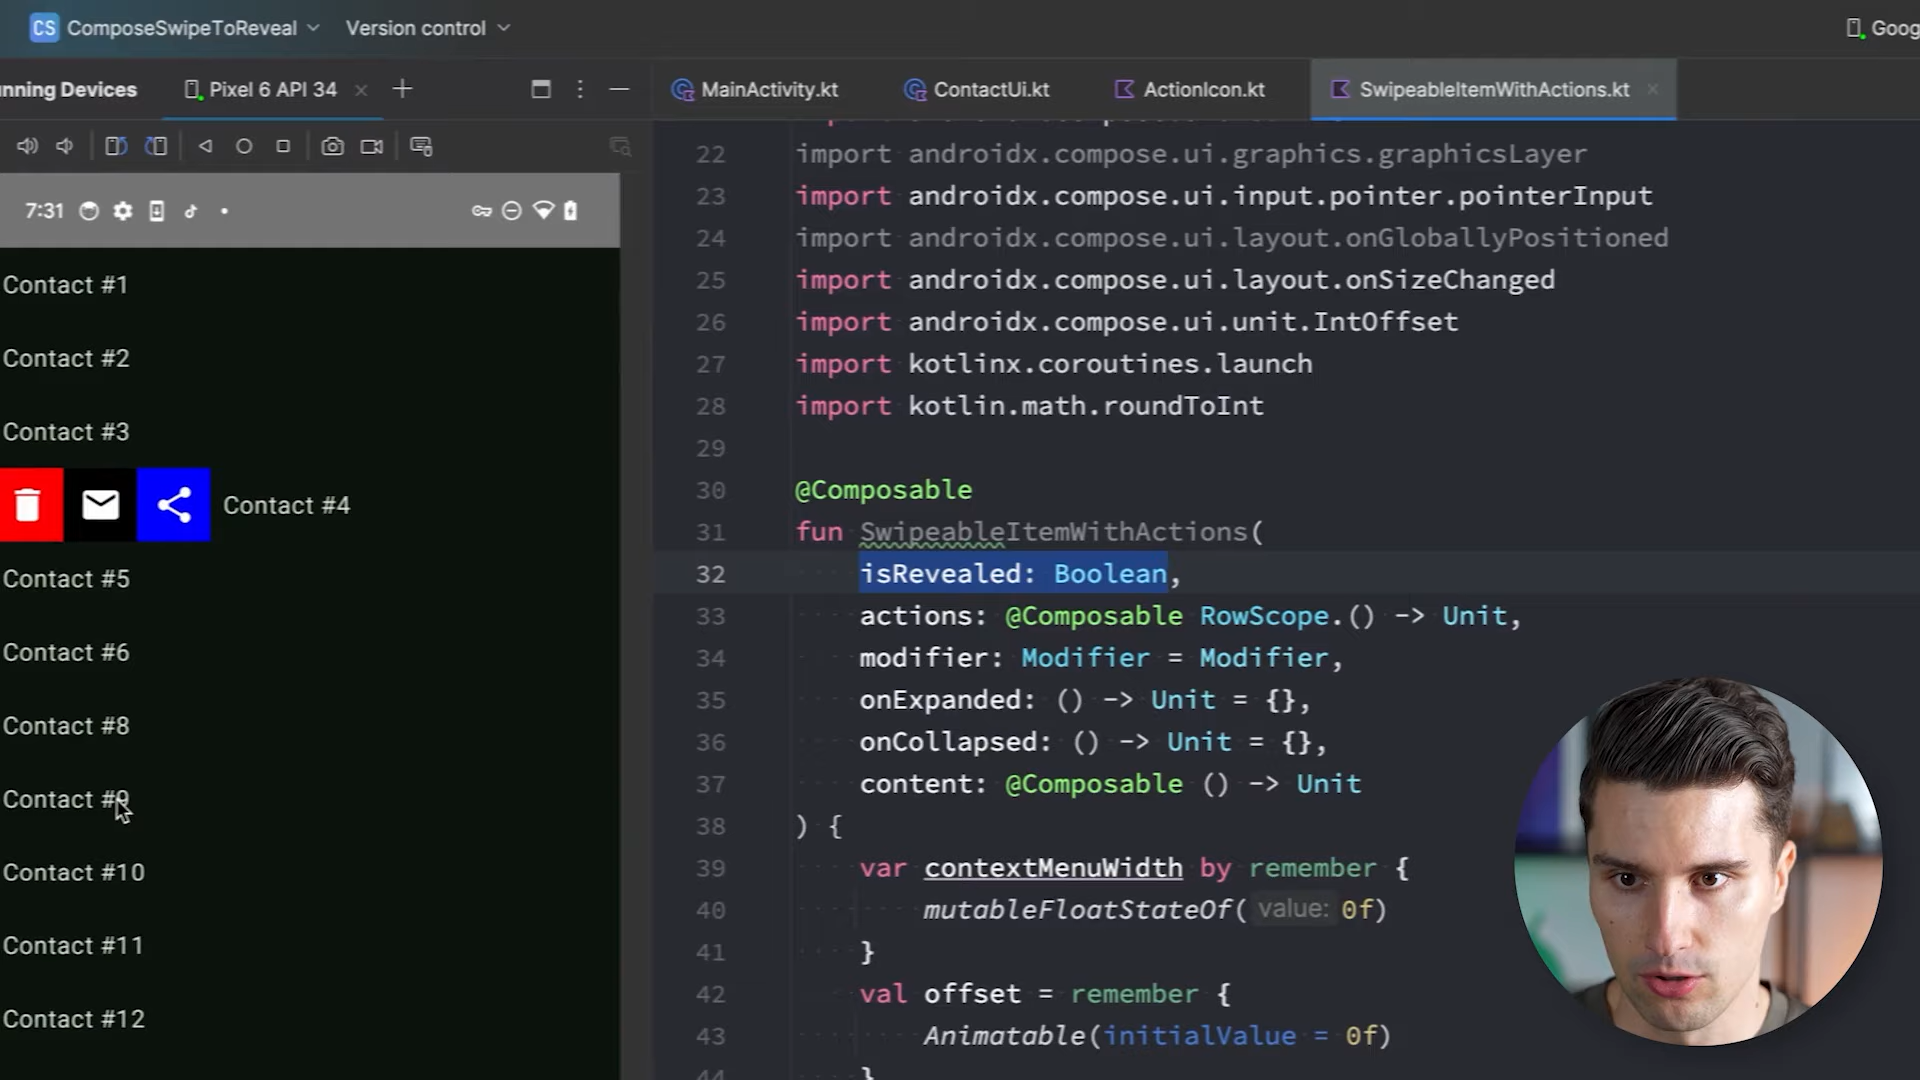 CS ComposeSwipeToReveal Version control Goog
nning Devices Pixel 6 API 34
MainActivity.kt ContactUi.kt ActionIcon.kt SwipeableItemWithActions.kt
7:31
Contact #1
Contact #2
Contact #3
Contact #4
Contact #5
Contact #6
Contact #8
Contact #9
Contact #10
Contact #11
Contact #12
22 import androidx.compose.ui.graphics.graphicsLayer
23 import androidx.compose.ui.input.pointer.pointerInput
24 import androidx.compose.ui.layout.onGloballyPositioned
25 import androidx.compose.ui.layout.onSizeChanged
26 import androidx.compose.ui.unit.IntOffset
27 import kotlinx.coroutines.launch
28 import kotlin.math.roundToInt
29
30 @Composable
31 fun SwipeableItemWithActions(
32 isRevealed: Boolean,
33 actions: @Composable RowScope.() -> Unit,
34 modifier: Modifier = Modifier,
35 onExpanded: () -> Unit = {},
36 onCollapsed: () -> Unit = {},
37 content: @Composable () -> Unit
38 ) {
39 var contextMenuWidth by remember {
40 mutableFloatStateOf( value: 0f)
41 }
42 val offset = remember {
43 Animatable(initialValue = 0f)
44 }